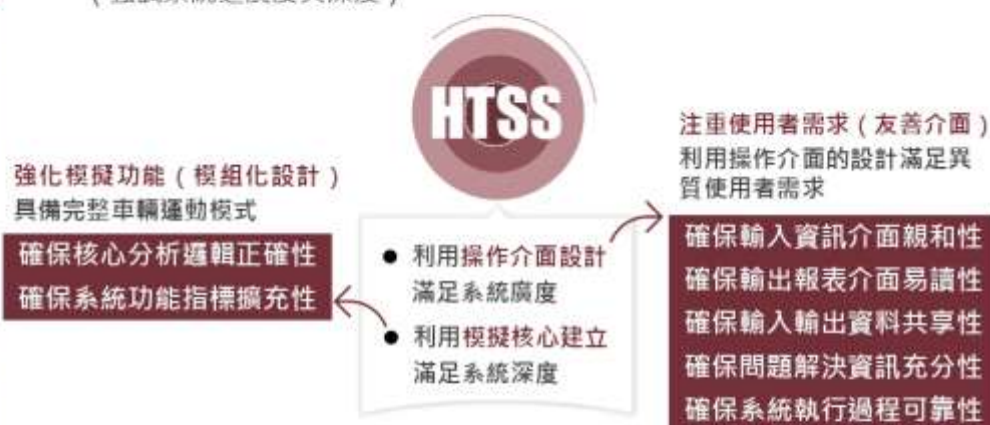 HTSS
強化模擬功能（模組化設計）
具備完整車輛運動模式
確保核心分析邏輯正確性
確保系統功能指標擴充性
● 利用操作介面設計
滿足系統廣度
● 利用模擬核心建立
滿足系統深度
注重使用者需求（友善介面）
利用操作介面的設計滿足異
質使用者需求
確保輸入資訊介面親和性
確保輸出報表介面易讀性
確保輸入輸出資料共享性
確保問題解決資訊充分性
確保系統執行過程可靠性